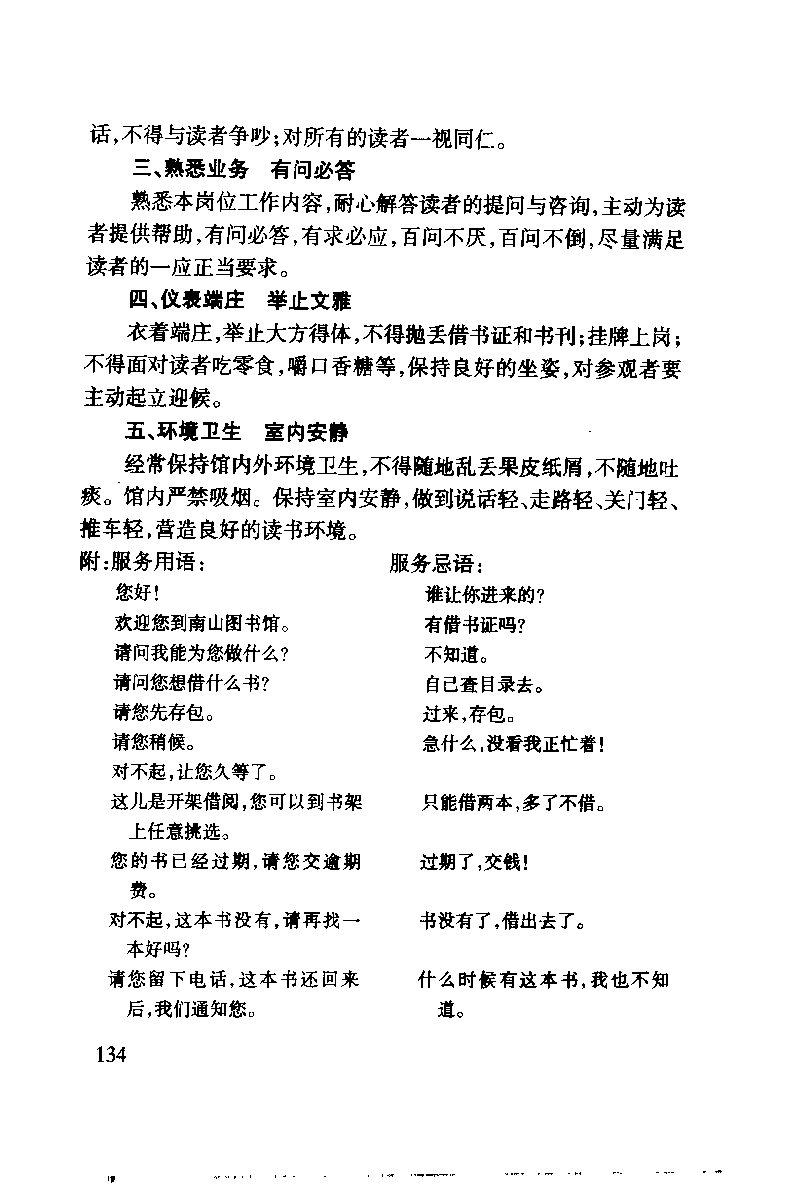 话,不得与读者争吵;对所有的读者一视同仁。
三、熟悉业务　有问必答
熟悉本岗位工作内容,耐心解答读者的提问与咨询,主动为读
者提供帮助,有问必答,有求必应,百问不厌,百问不倒,尽量满足
读者的一应正当要求。
四、仪表端庄　举止文雅
衣着端庄,举止大方得体,不得抛丢借书证和书刊;挂牌上岗;
不得面对读者吃零食,嚼口香糖等,保持良好的坐姿,对参观者要
主动起立迎候。
五、环境卫生　室内安静
经常保持馆内外环境卫生,不得随地乱丢果皮纸屑,不随地吐
痰。馆内严禁吸烟。保持室内安静,做到说话轻、走路轻、关门轻、
推车轻,营造良好的读书环境。
附:服务用语:　服务忌语:
您好!　谁让你进来的?
欢迎您到南山图书馆。　有借书证吗?
请问我能为您做什么?　不知道。
请问您想借什么书?　自己查目录去。
请您先存包。　过来,存包。
请您稍候。　急什么,没看我正忙着!
对不起,让您久等了。
这儿是开架借阅,您可以到书架　只能借两本,多了不借。
上任意挑选。
您的书已经过期,请您交逾期　过期了,交钱!
费。
对不起,这本书没有,请再找一　书没有了,借出去了。
本好吗?
请您留下电话,这本书还回来　什么时候有这本书,我也不知
后,我们通知您。　道。
134